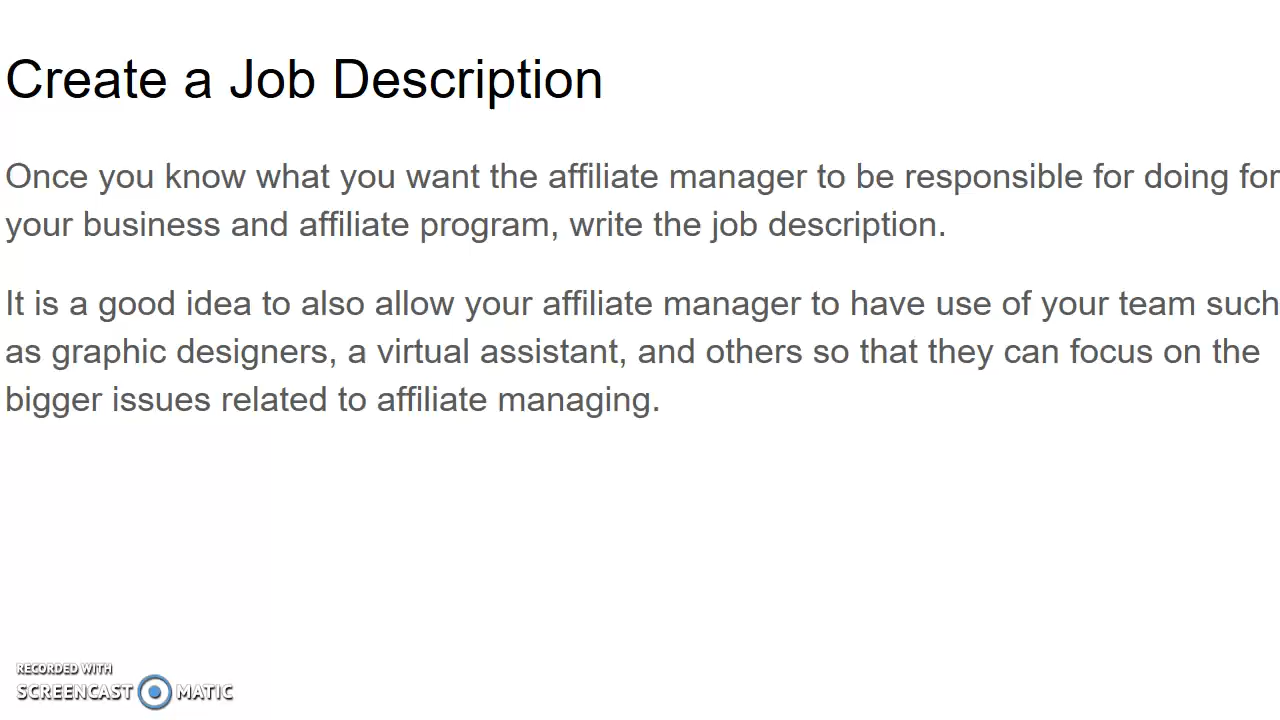 Create a Job Description
Once you know what you want the affiliate manager to be responsible for doing for
your business and affiliate program, write the job description.
It is a good idea to also allow your affiliate manager to have use of your team such
as graphic designers, a virtual assistant, and others so that they can focus on the
bigger issues related to affiliate managing.
RECORDED WITH
SCREENCAST MATIC